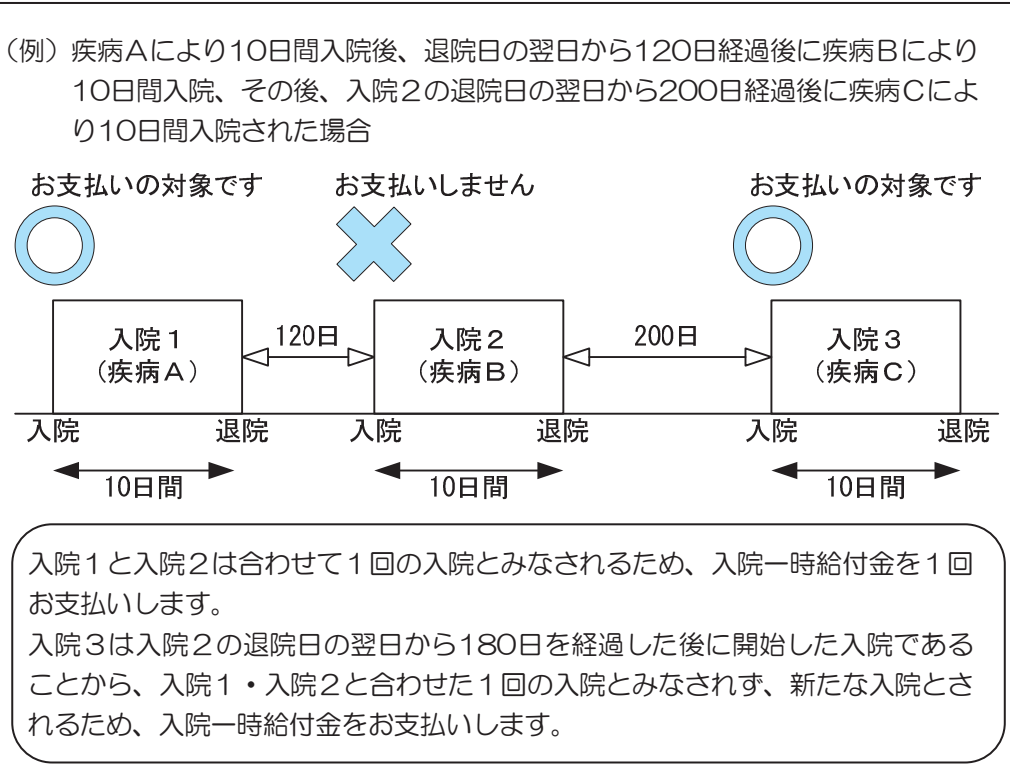 （例）疾病Aにより10日間入院後、退院日の翌日から120日経過後に疾病Bにより
10日間入院、その後、入院２の退院日の翌日から200日経過後に疾病Cによ
り10日間入院された場合
お支払いの対象です
お支払いしません
お支払いの対象です
入院１
（疾病Ａ）
120日
入院２
（疾病Ｂ）
200日
入院３
（疾病Ｃ）
入院
退院
入院
退院
入院
退院
10日間
10日間
10日間
入院１と入院２は合わせて１回の入院とみなされるため、入院一時給付金を１回
お支払いします。
入院３は入院２の退院日の翌日から180日を経過した後に開始した入院である
ことから、入院１・入院２と合わせた１回の入院とみなされず、新たな入院とさ
れるため、入院一時給付金をお支払いします。